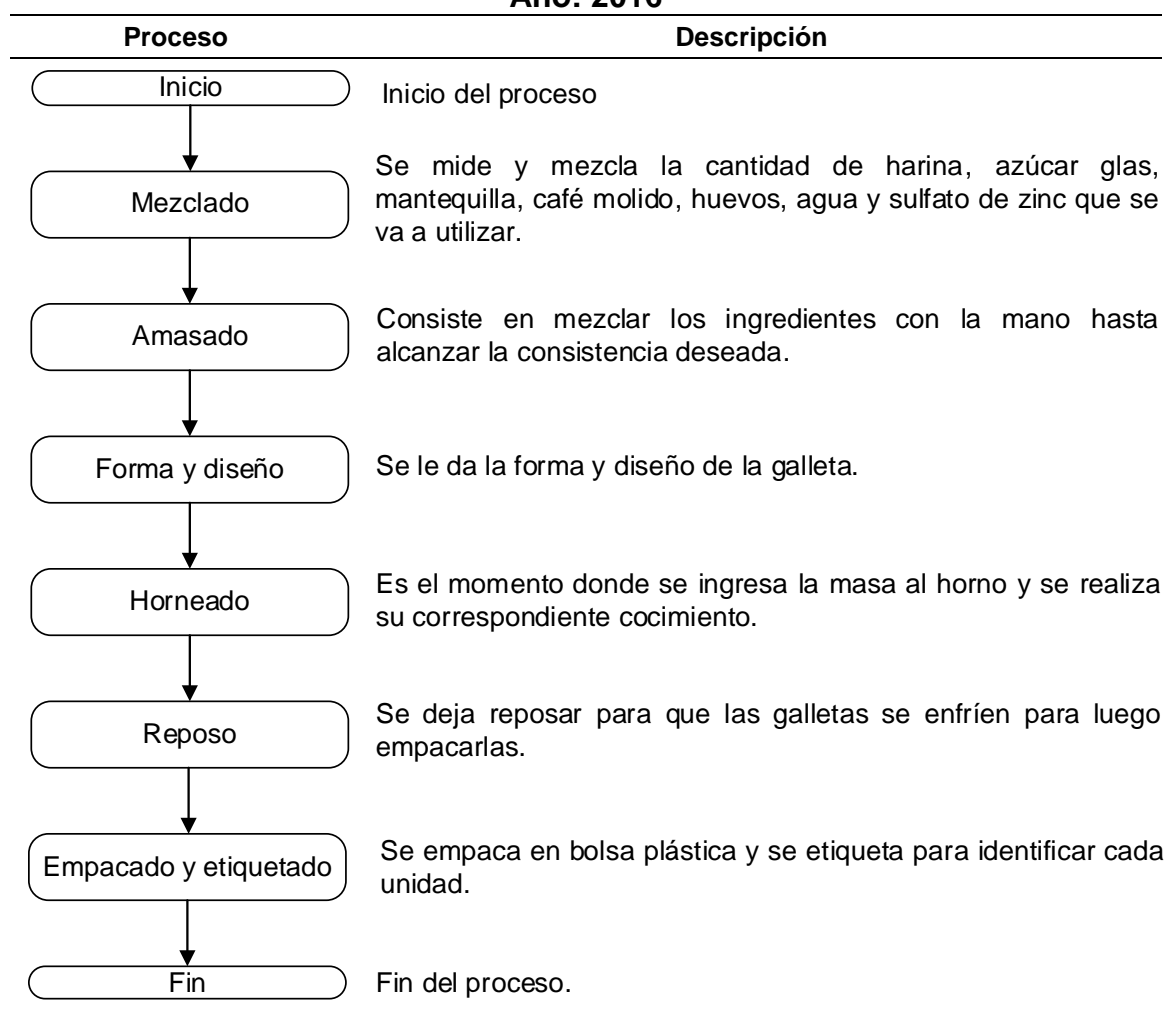 Año: 2016
Proceso Descripción
Inicio
Inicio del proceso
Mezclado
Se mide y mezcla la cantidad de harina, azúcar glas,
mantequilla, café molido, huevos, agua y sulfato de zinc que se
va a utilizar.
Amasado
Consiste en mezclar los ingredientes con la mano hasta
alcanzar la consistencia deseada.
Forma y diseño
Se le da la forma y diseño de la galleta.
Horneado
Es el momento donde se ingresa la masa al horno y se realiza
su correspondiente cocimiento.
Reposo
Se deja reposar para que las galletas se enfríen para luego
empacarlas.
Empacado y etiquetado
Se empaca en bolsa plástica y se etiqueta para identificar cada
unidad.
Fin
Fin del proceso.